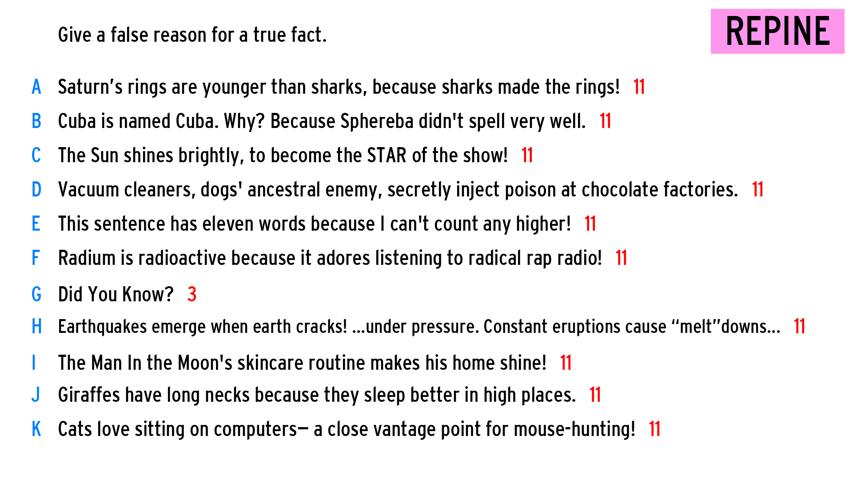 Give a false reason for a true fact.
REPINE
A Saturn's rings are younger than sharks, because sharks made the rings! 11
B Cuba is named Cuba. Why? Because Sphereba didn't spell very well. 11
C The Sun shines brightly, to become the STAR of the show! 11
D Vacuum cleaners, dogs' ancestral enemy, secretly inject poison at chocolate factories. 11
E This sentence has eleven words because I can't count any higher! 11
F Radium is radioactive because it adores listening to radical rap radio! 11
G Did You Know? 3
H Earthquakes emerge when earth cracks! ...under pressure. Constant eruptions cause “melt”downs... 11
I The Man In the Moon's skincare routine makes his home shine! 11
J Giraffes have long necks because they sleep better in high places. 11
K Cats love sitting on computers— a close vantage point for mouse-hunting! 11